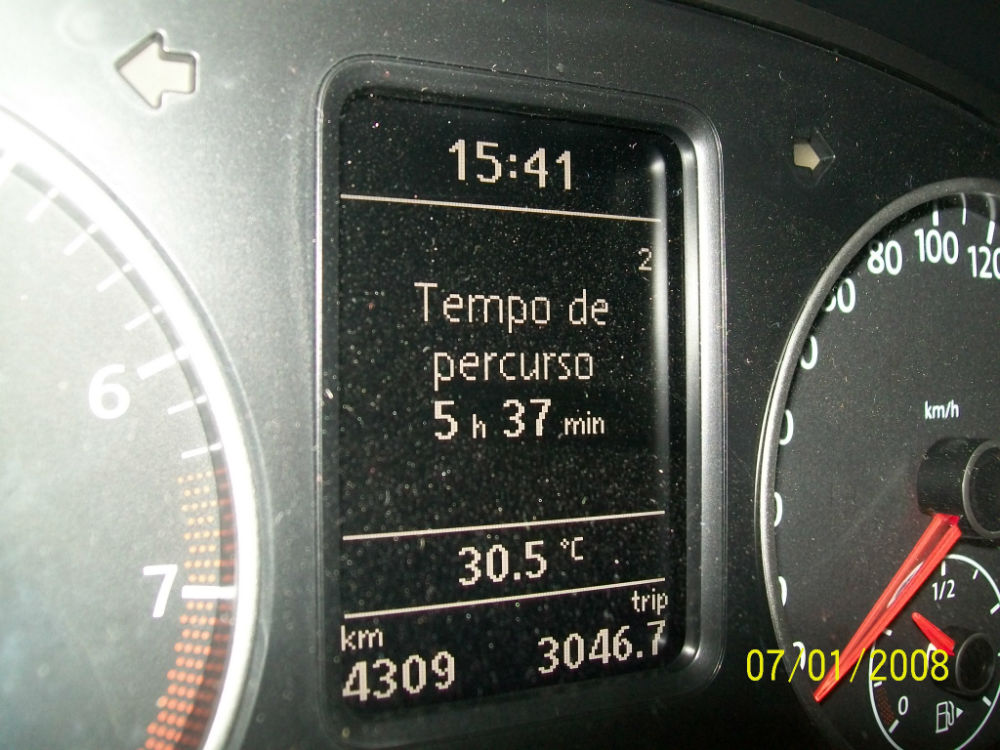 15:41
2
Tempo de
percurso
5 h 37 min
30.5 °C
trip
km
4309
3046.7
6
7
80
100
120
km/h
1/2
0
07/01/2008